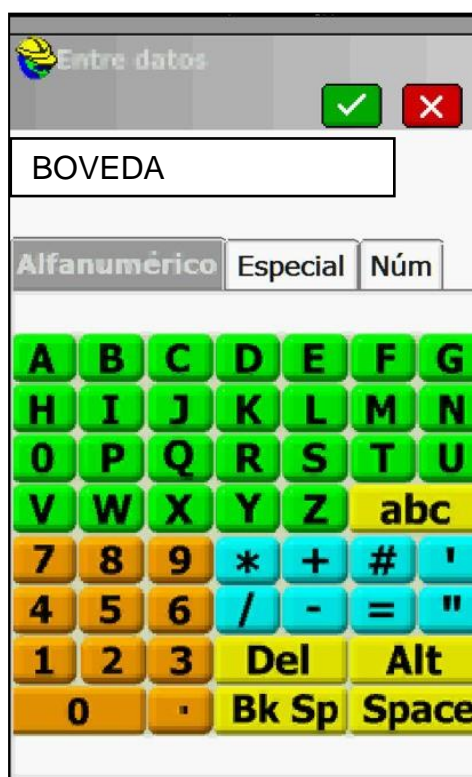 Entre datos
BOVEDA
Alfanumérico Especial Núm
A B C D E F G
H I J K L M N
0 P Q R S T U
V W X Y Z abc
7 8 9 * + # '
4 5 6 / - = "
1 2 3 Del Alt
0 . Bk Sp Space